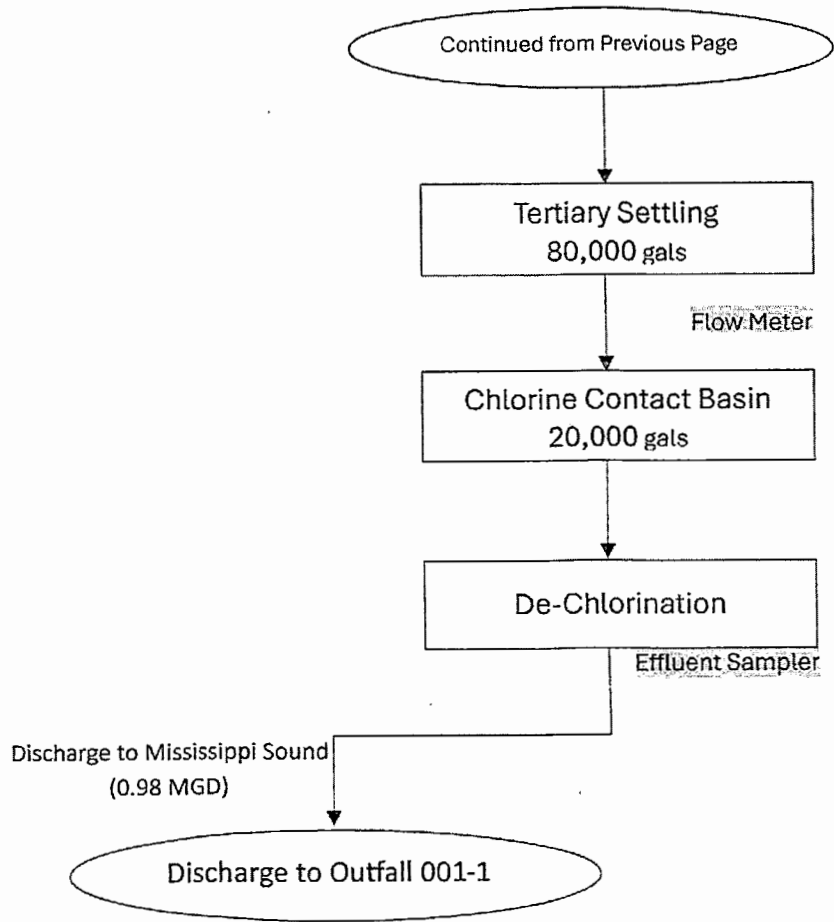 Continued from Previous Page
Tertiary Settling
80,000 gals
Flow Meter
Chlorine Contact Basin
20,000 gals
De-Chlorination
Effluent Sampler
Discharge to Mississippi Sound
(0.98 MGD)
Discharge to Outfall 001-1